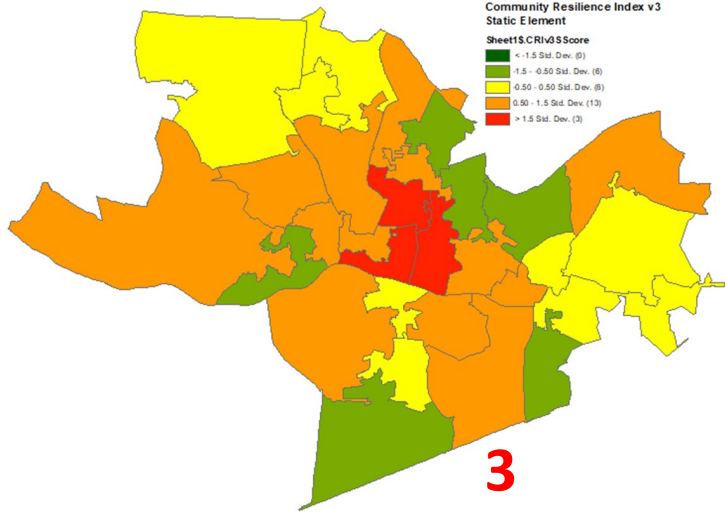 Community Resilience Index v3
Static Element
Sheet1$.CRIv3SScore
< -1.5 Std. Dev. (0)
-1.5 - -0.50 Std. Dev. (6)
-0.50 - 0.50 Std. Dev. (8)
0.50 - 1.5 Std. Dev. (13)
> 1.5 Std. Dev. (3)
3